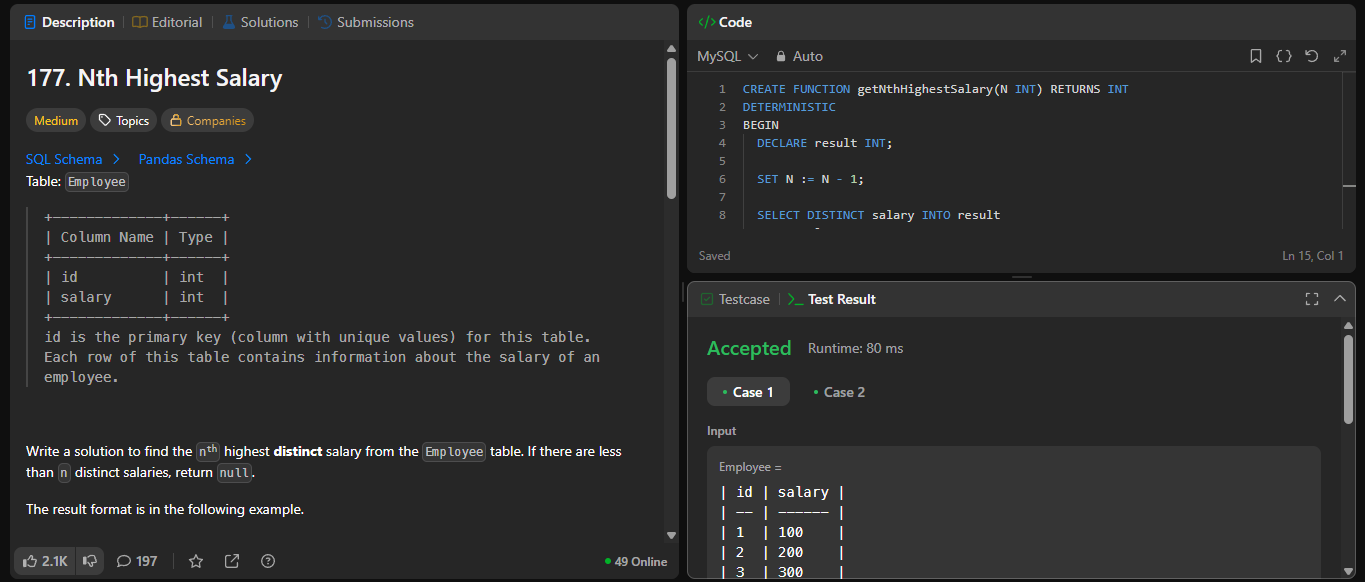 Description
Editorial
Solutions
Submissions
177. Nth Highest Salary
Medium
Topics
Companies
SQL Schema
Pandas Schema
Table: Employee
+-------------+------+
| Column Name | Type |
+-------------+------+
| id          | int  |
| salary      | int  |
+-------------+------+
id is the primary key (column with unique values) for this table.
Each row of this table contains information about the salary of an
employee.
Write a solution to find the nth highest distinct salary from the Employee table. If there are less
than n distinct salaries, return null.
The result format is in the following example.
2.1K
197
49 Online
</> Code
MySQL
Auto
1 CREATE FUNCTION getNthHighestSalary(N INT) RETURNS INT
2 DETERMINISTIC
3 BEGIN
4 DECLARE result INT;
5
6 SET N := N - 1;
7
8 SELECT DISTINCT salary INTO result
Saved
Ln 15, Col 1
Testcase
>_ Test Result
Accepted Runtime: 80 ms
• Case 1
• Case 2
Input
Employee =
| id | salary |
| -- | ------ |
| 1  | 100    |
| 2  | 200    |
| 3  | 300    |